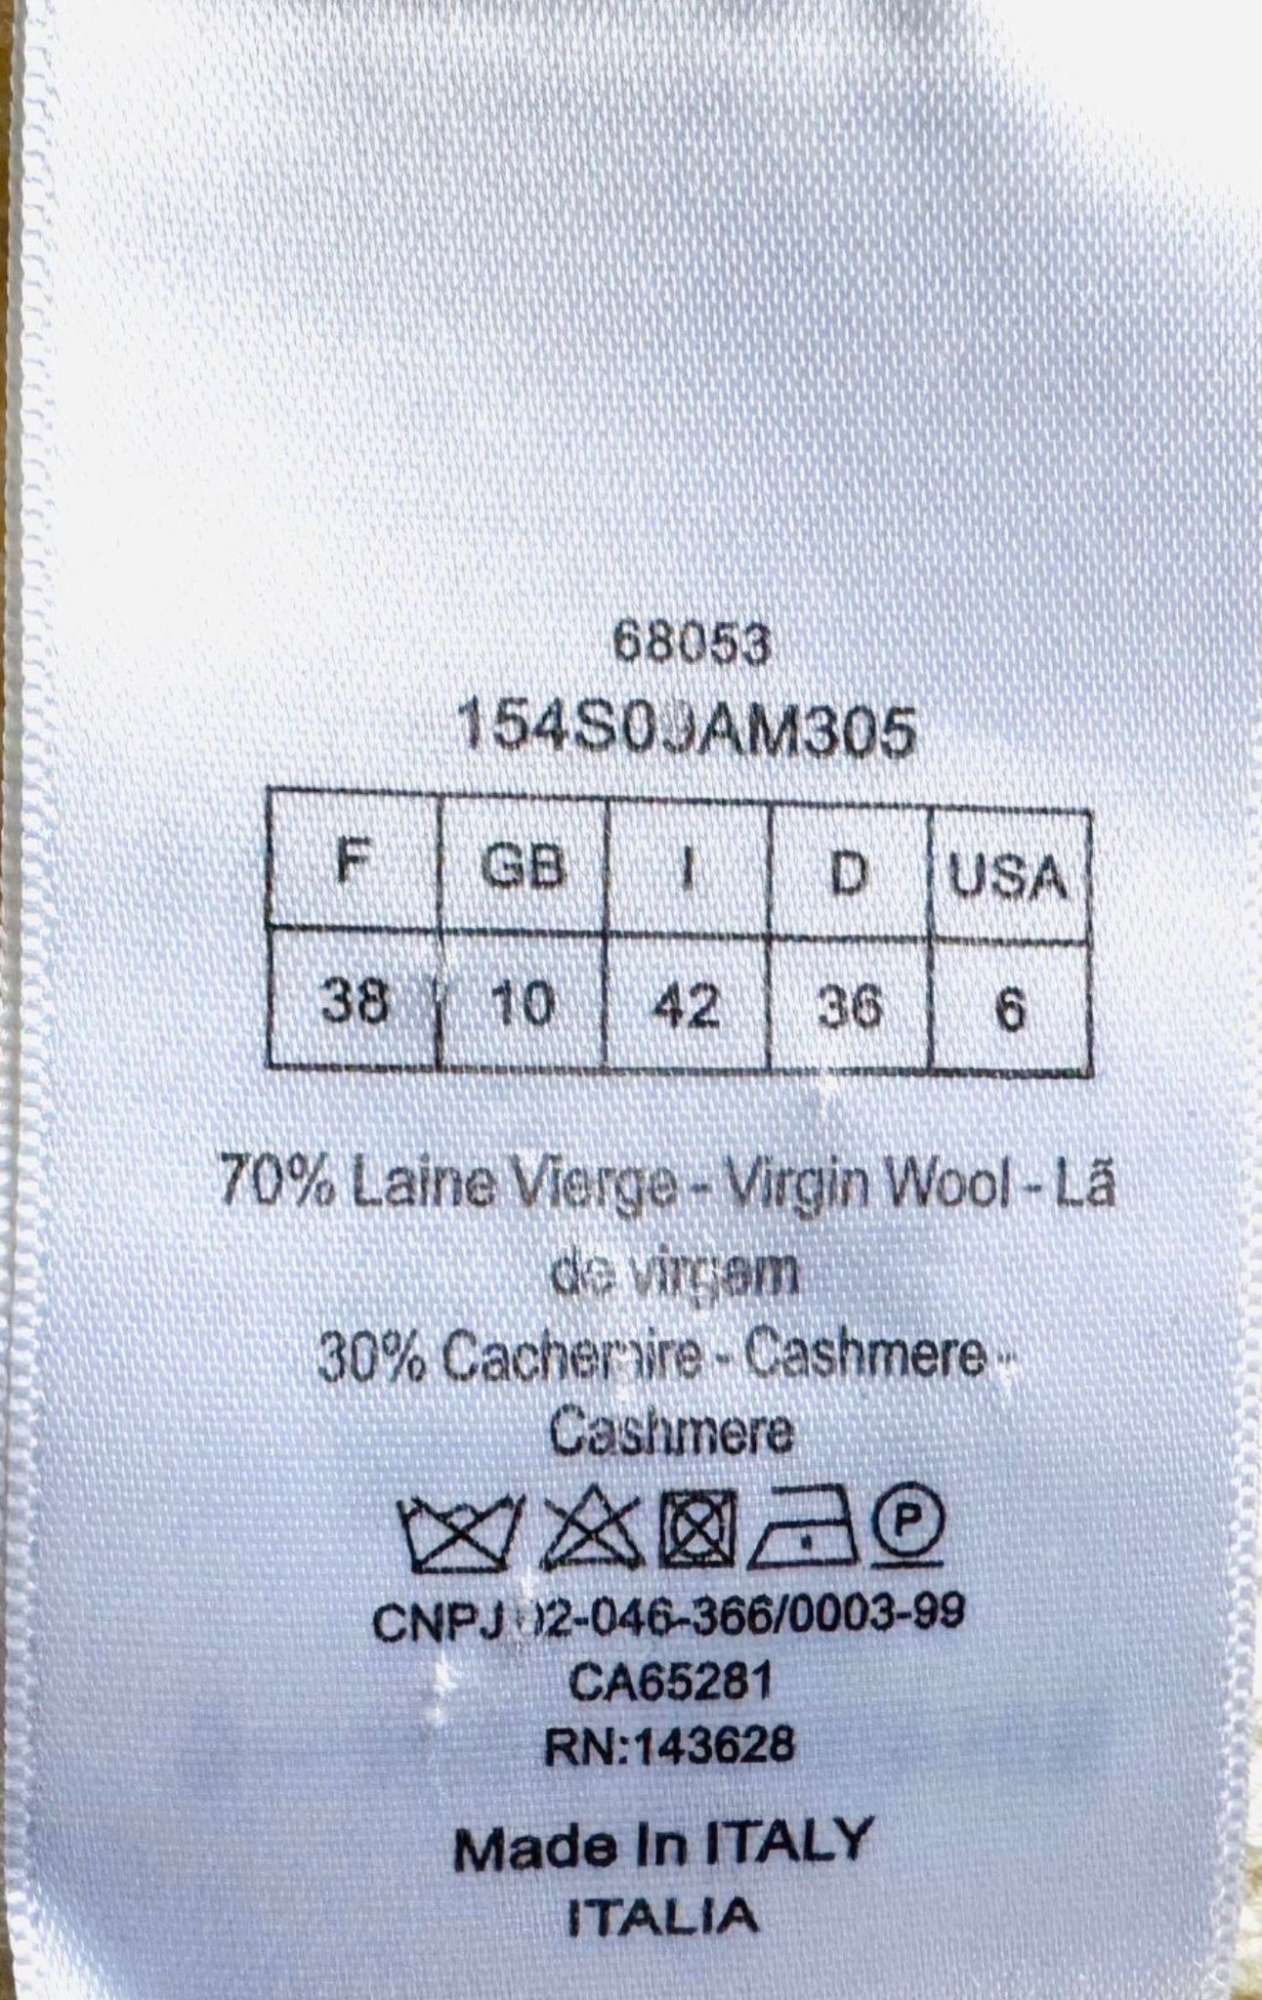 68053
F GB I D USA
38 10 42 36 6
70% Laine Vierge - Virgin Wool - Lã
de virgem
30% Cachemire - Cashmere -
Cashmere
P
CNPJ 02-046-366/0003-99
CA65281
RN:143628
Made In ITALY
ITALIA